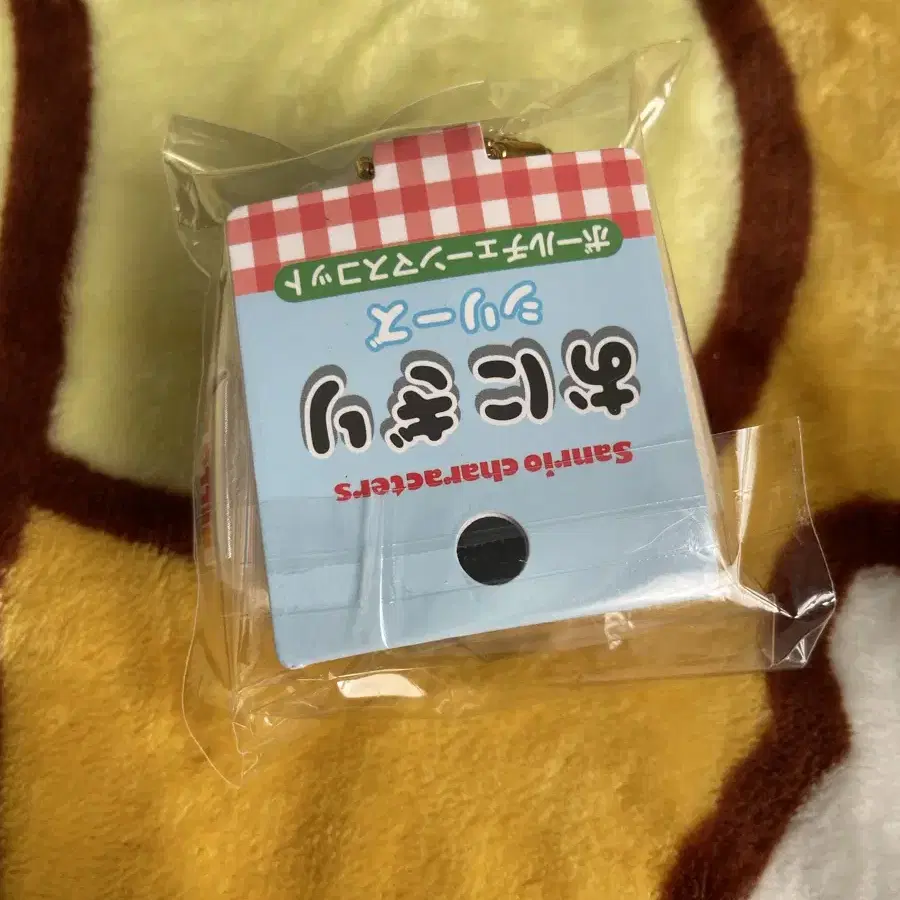 Sanrio characters
おにぎり
シリーズ
ボールチェーンマスコット